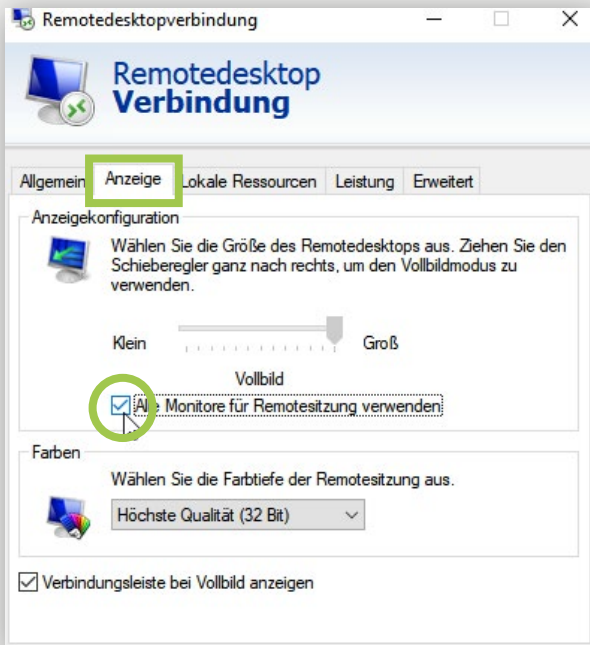 Remotedesktopverbindung
Remotedesktop
Verbindung
Allgemein Anzeige Lokale Ressourcen Leistung Erweitert
Anzeigekonfiguration
Wählen Sie die Größe des Remotedesktops aus. Ziehen Sie den
Schieberegler ganz nach rechts, um den Vollbildmodus zu
verwenden.
Klein Groß
Vollbild
Alle Monitore für Remotesitzung verwenden
Farben
Wählen Sie die Farbtiefe der Remotesitzung aus.
Höchste Qualität (32 Bit)
Verbindungsleiste bei Vollbild anzeigen